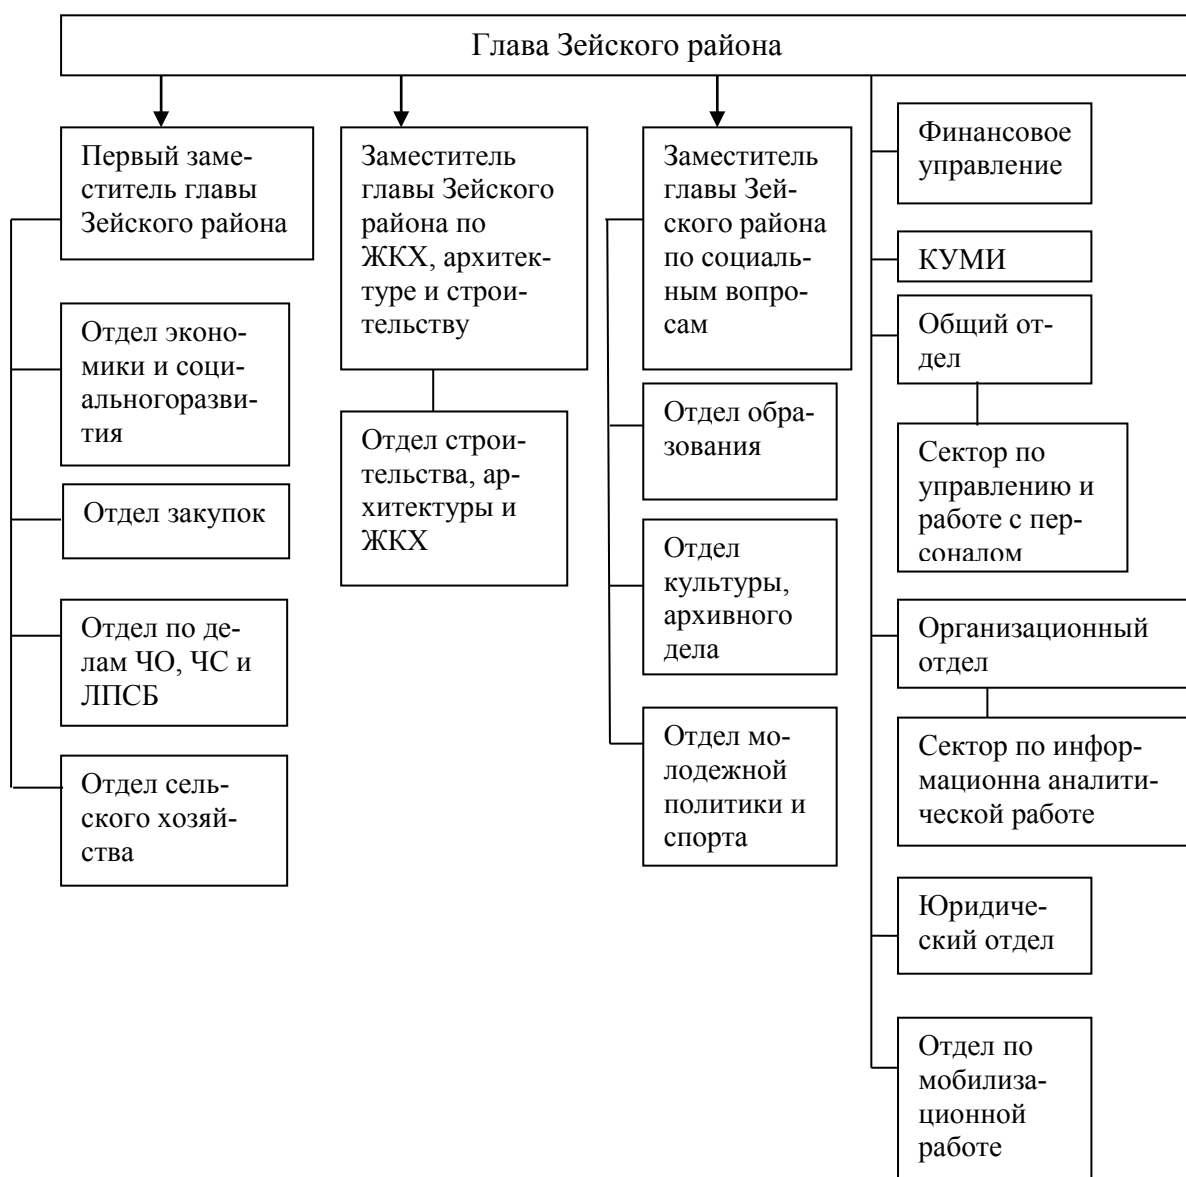 Глава Зейского района
Первый заме-
ститель главы
Зейского района
Отдел эконо-
мики и соци-
альногоразви-
тия
Отдел закупок
Отдел по де-
лам ЧО, ЧС и
ЛПСБ
Отдел сель-
ского хозяй-
ства
Заместитель
главы Зейского
района по
ЖКХ, архитек-
туре и строи-
тельству
Отдел строи-
тельства, ар-
хитектуры и
ЖКХ
Заместитель
главы Зей-
ского района
по социаль-
ным вопро-
сам
Отдел обра-
зования
Отдел
культуры,
архивного
дела
Отдел мо-
лодежной
политики и
спорта
Финансовое
управление
КУМИ
Общий от-
дел
Сектор по
управлению и
работе с пер-
соналом
Организационный
отдел
Сектор по инфор-
мационна аналити-
ческой работе
Юридиче-
ский отдел
Отдел по
мобилиза-
ционной
работе